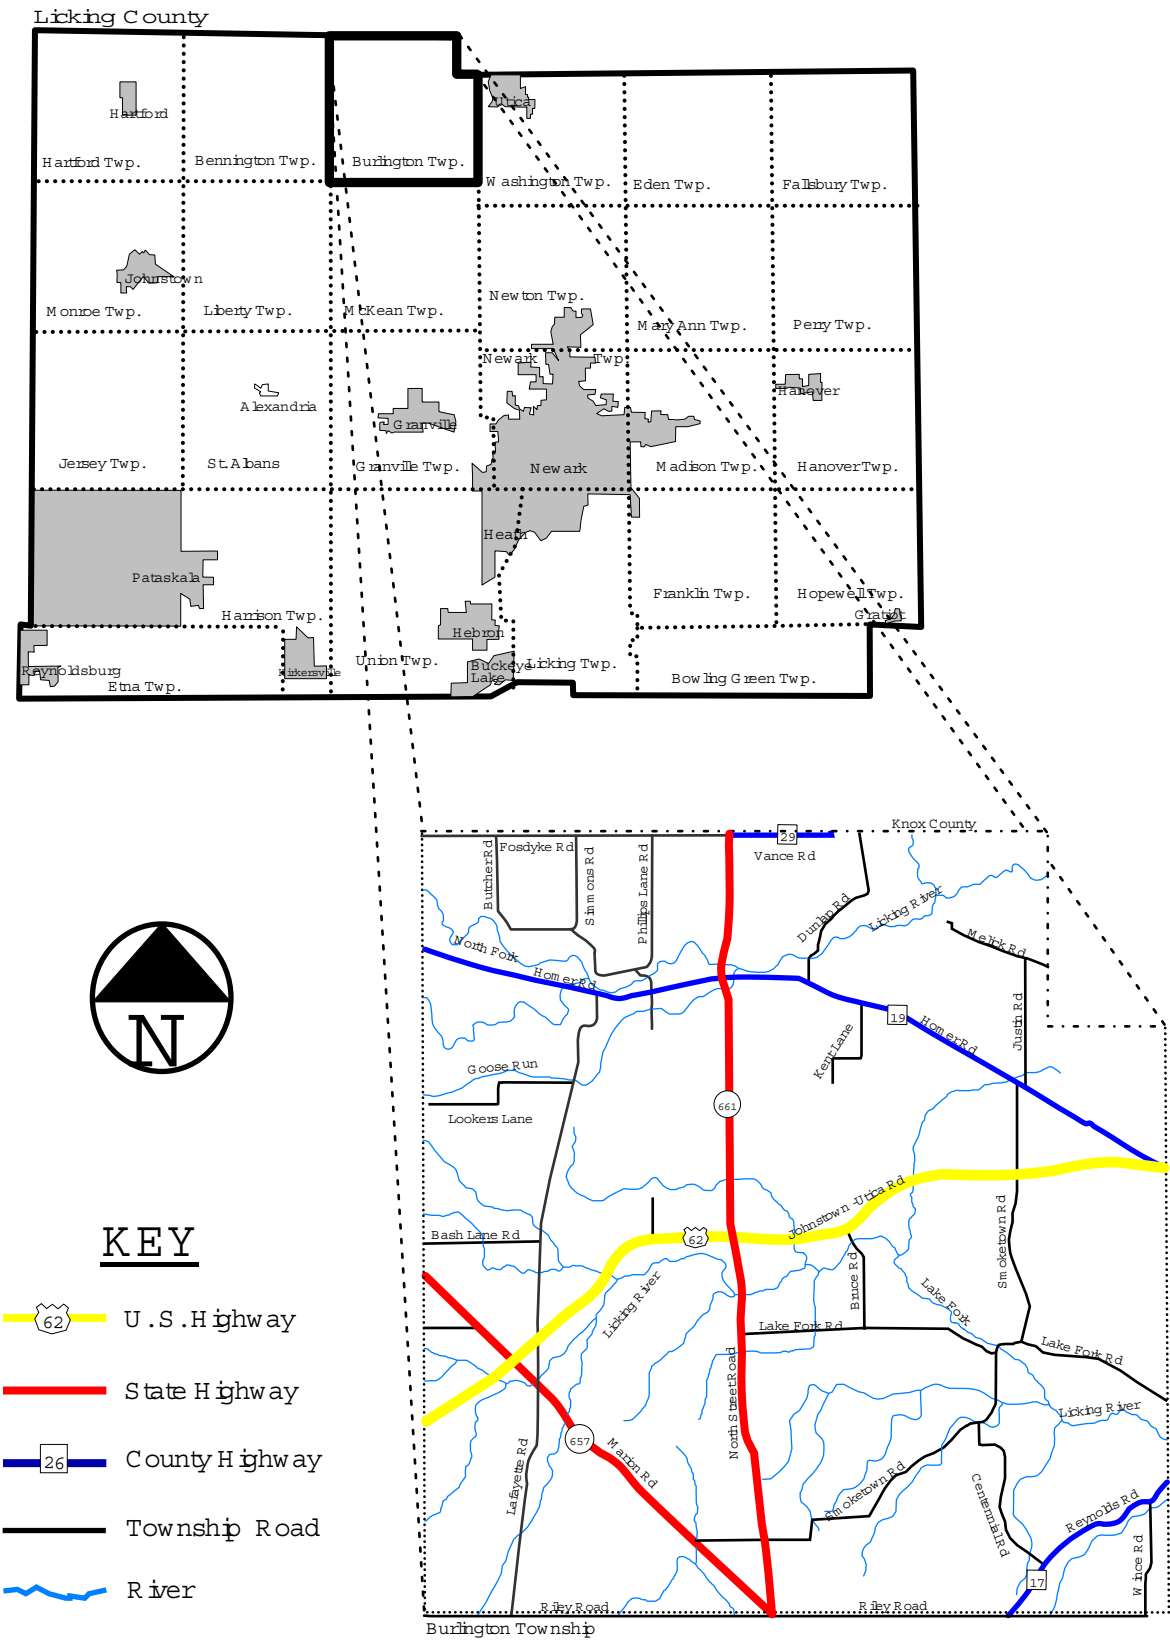 Licking County
Hartford
Utica
Hartford Twp.
Bennington Twp.
Burlington Twp.
Washington Twp.
Eden Twp.
Fallsbury Twp.
Johnstown
Monroe Twp.
Liberty Twp.
McKean Twp.
Newton Twp.
Mary Ann Twp.
Perry Twp.
Newark Twp.
Alexandria
Granville
Hanover
Jersey Twp.
St. Albans
Granville Twp.
Newark
Madison Twp.
Hanover Twp.
Heath
Pataskala
Harrison Twp.
Franklin Twp.
Hopewell Twp.
Gratiot
Hebron
Reynoldsburg
Kirkersville
Union Twp.
Buckeye
Lake
Licking Twp.
Etna Twp.
Bowling Green Twp.
Knox County
29
Vance Rd
Fosdyke Rd
Butcher Rd
Simmons Rd
Phillips Lane Rd
Dunlap Rd
Licking River
Melick Rd
North Fork
Homer Rd
19
Homer Rd
Justin Rd
Kent Lane
Goose Run
Lookers Lane
661
N
Johnstown-Utica Rd
Bash Lane Rd
62
Smoketown Rd
Bruce Rd
Licking River
Lake Fork
Lake Fork Rd
Lake Fork Rd
North Street Road
Licking River
657
Marion Rd
Lafayette Rd
Smoketown Rd
Centennial Rd
Reynolds Rd
Wince Rd
17
Riley Road
Riley Road
Burlington Township
KEY
62 U.S. Highway
State Highway
26 County Highway
Township Road
River